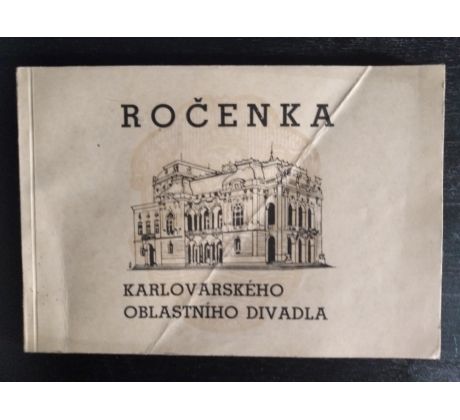 ROČENKA
KARLOVARSKÉHO
OBLASTNÍHO DIVADLA